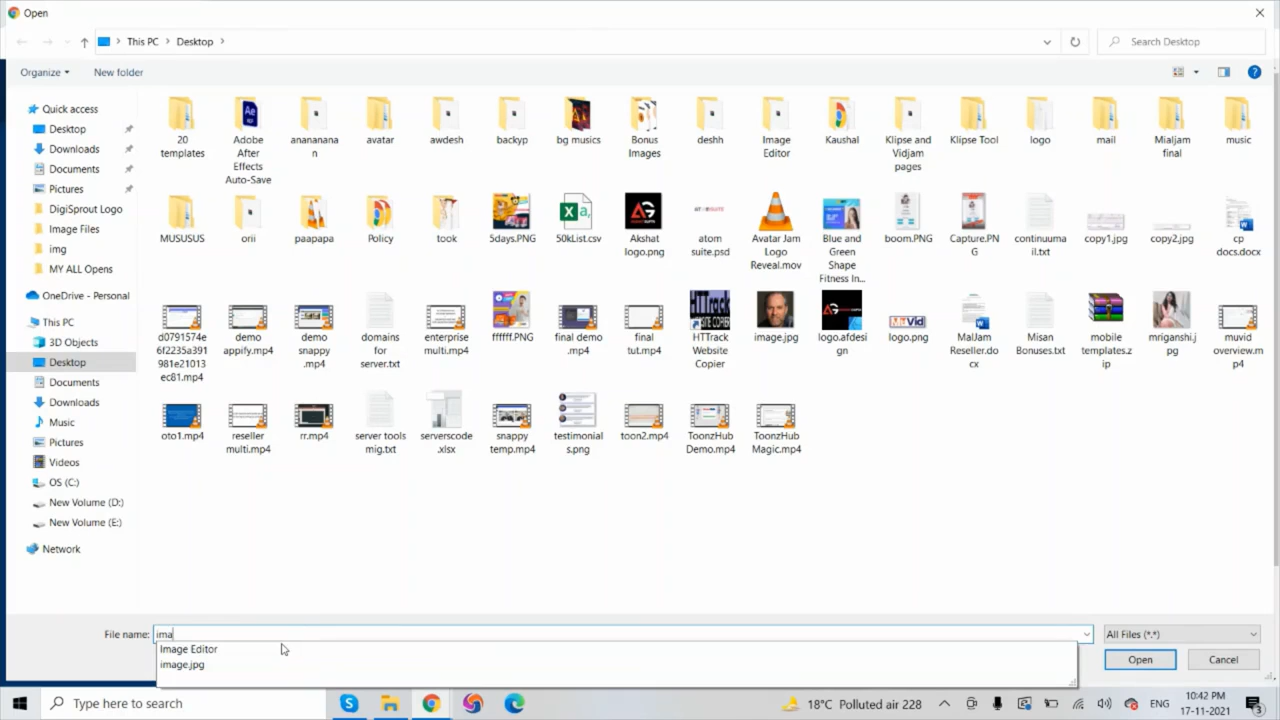 Open
This PC > Desktop >
Search Desktop
Organize
New folder
Quick access
Desktop
Downloads
Documents
Pictures
DigiSprout Logo
Image Files
img
MY ALL Opens
OneDrive - Personal
This PC
3D Objects
Desktop
Documents
Downloads
Music
Pictures
Videos
OS (C:)
New Volume (D:)
New Volume (E:)
Network
20
templates
Adobe
After
Effects
Auto-Save
anananana
n
avatar
awdesh
backyp
bg musics
Bonus
Images
deshh
Image
Editor
Kaushal
Klipse and
Vidjam
pages
Klipse Tool
logo
mail
Mialjam
final
music
MUSUSUS
orii
paapapa
Policy
took
5days.PNG
50kList.csv
Akshat
logo.png
atom
suite.psd
Avatar Jam
Logo
Reveal.mov
Blue and
Green
Shape
Fitness In...
boom.PNG
Capture.PN
G
continuuma
il.txt
copy1.jpg
copy2.jpg
cp
docs.docx
d0791574e
6f2235a391
981e21013
ec81.mp4
demo
appify.mp4
demo
snappy
.mp4
domains
for
server.txt
enterprise
multi.mp4
ffffff.PNG
final demo
.mp4
final
tut.mp4
HTTrack
Website
Copier
image.jpg
logo.afdesi
gn
logo.png
MalJam
Reseller.do
cx
Misan
Bonuses.txt
mobile
templates.z
ip
mriganshi.j
pg
muvid
overview.m
p4
oto1.mp4
reseller
multi.mp4
rr.mp4
server tools
mig.txt
serverscode
.xlsx
snappy
temp.mp4
testimonial
s.png
toon2.mp4
ToonzHub
Demo.mp4
ToonzHub
Magic.mp4
File name: ima
All Files (*.*)
Image Editor
image.jpg
Open
Cancel
Type here to search
18°C Polluted air 228
ENG
10:42 PM
17-11-2021